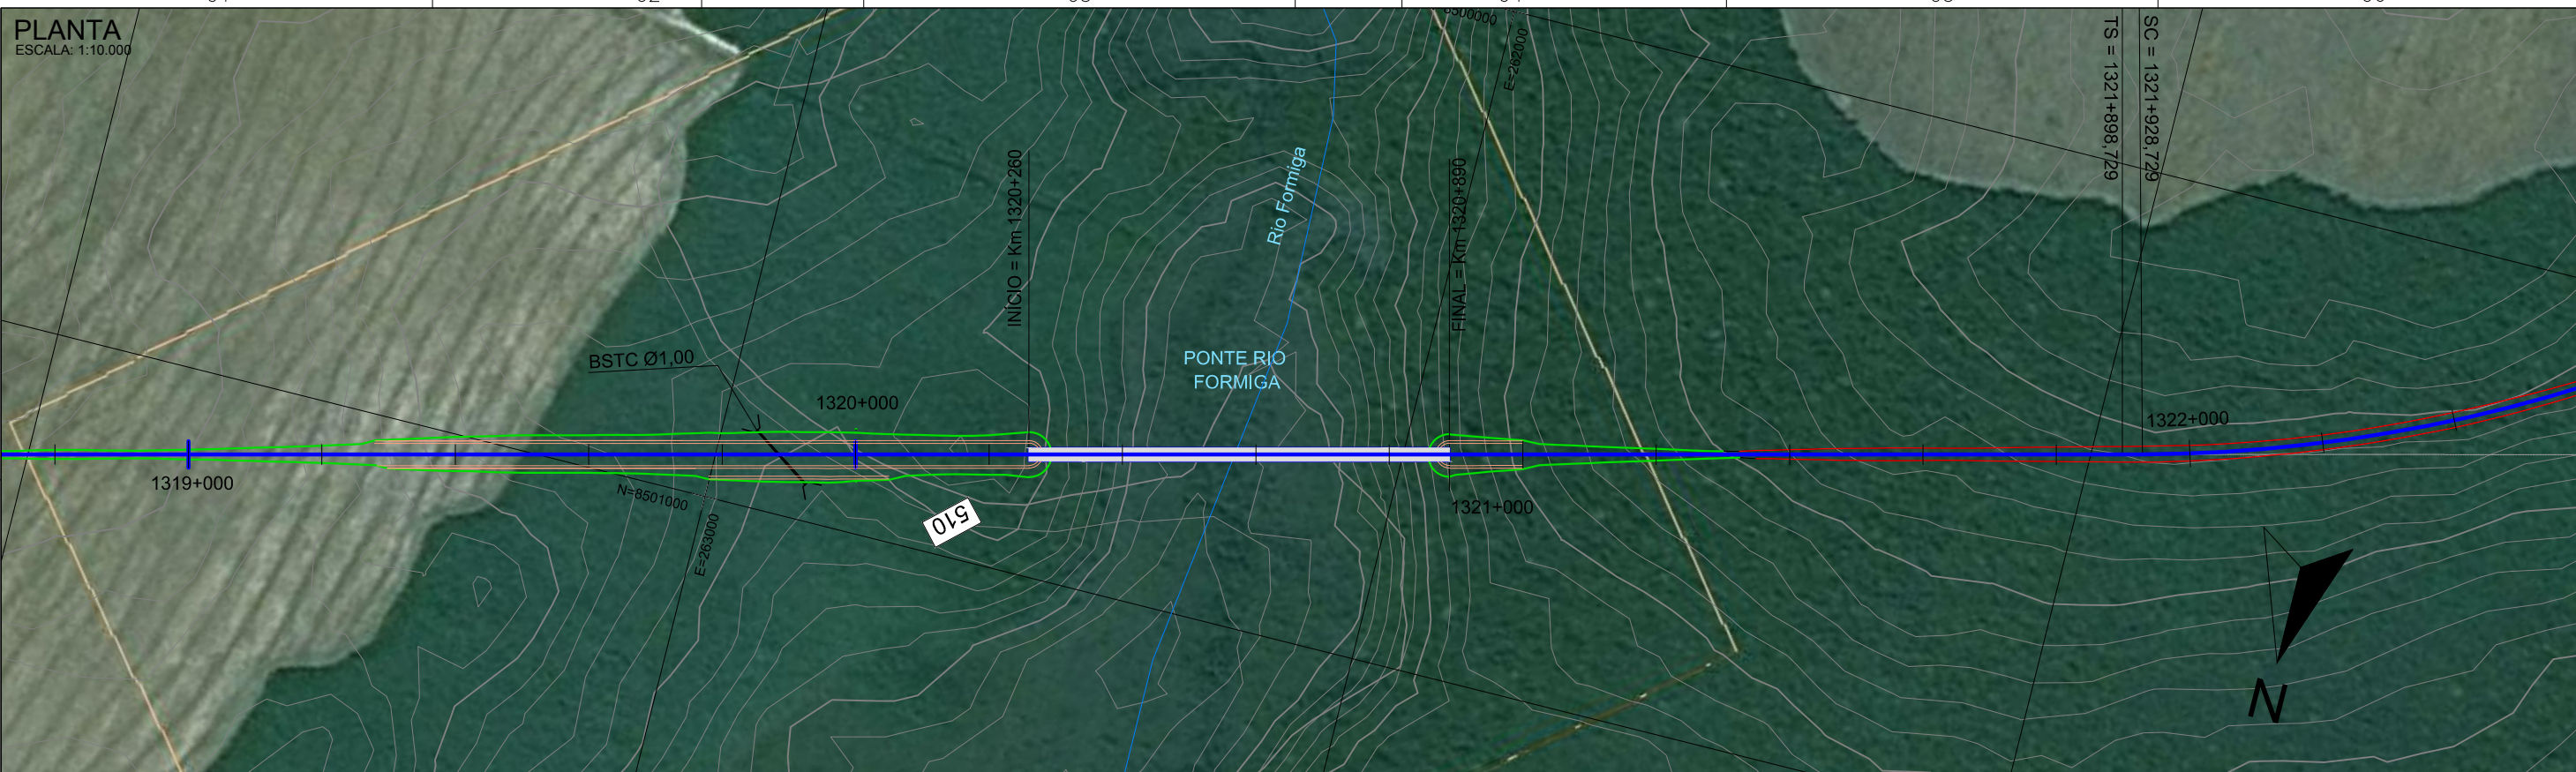 PLANTA
ESCALA: 1:10.000
E=262000
TS = 1321+898,729
SC = 1321+928,729
INÍCIO = Km 1320+260
Rio Formiga
FINAL = Km 1320+890
BSTC Ø1,00
PONTE RIO
FORMIGA
1320+000
1322+000
1319+000
N=8501000
E=263000
510
1321+000
N